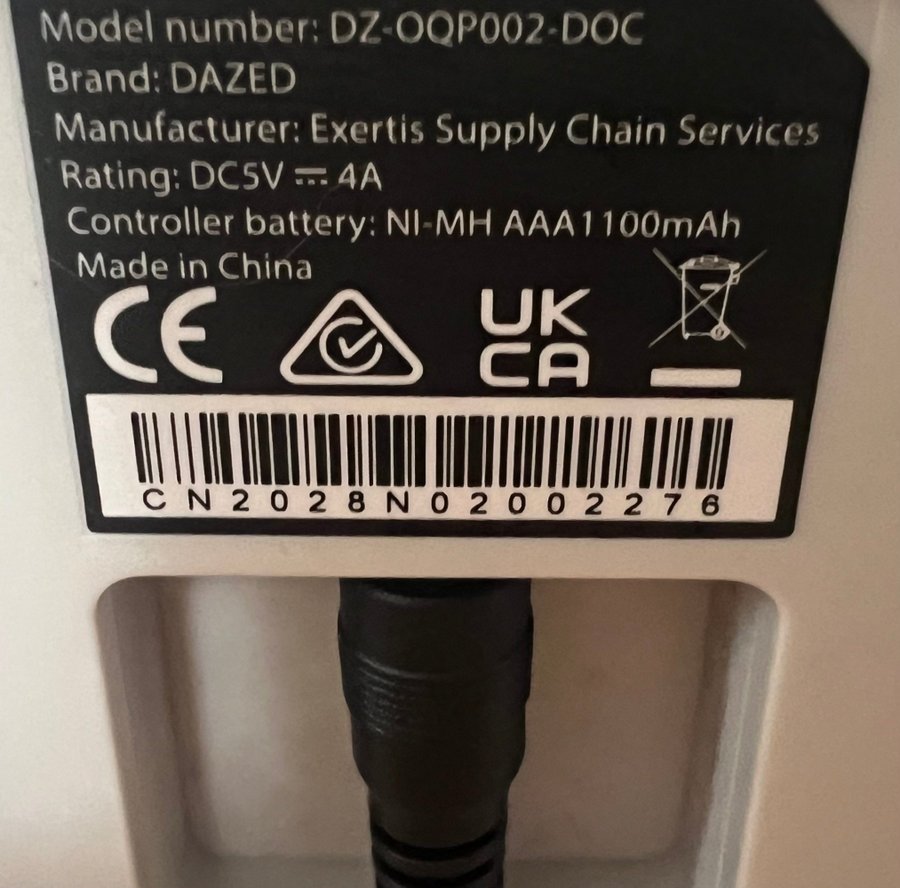 Model number: DZ-OQP002-DOC
Brand: DAZED
Manufacturer: Exertis Supply Chain Services
Rating: DC5V ⎓ 4A
Controller battery: NI-MH AAA1100mAh
Made in China
CE
UK
CA
CN2028N02002276